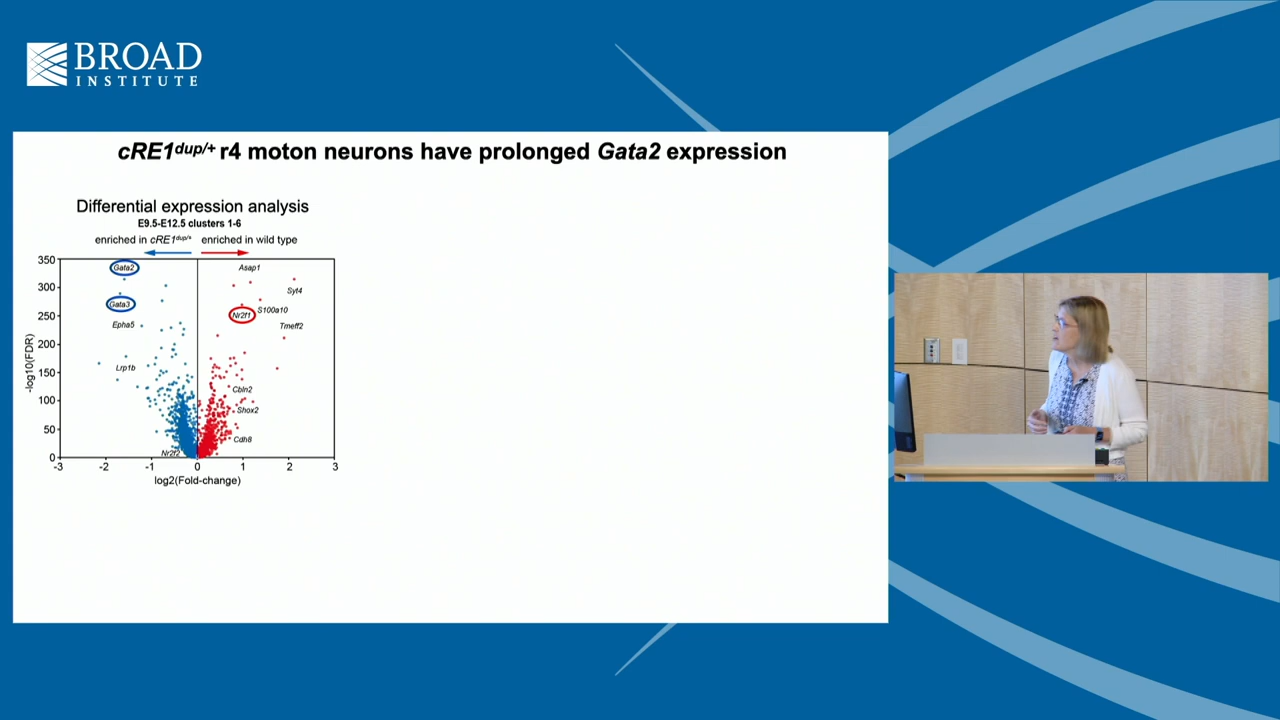 BROAD
INSTITUTE
cRE1dup/+ r4 moton neurons have prolonged Gata2 expression
Differential expression analysis
E9.5-E12.5 clusters 1-6
enriched in cRE1dup/+ enriched in wild type
350
300
250
200
150
100
50
0
-log10(FDR)
Gata2
Asap1
Syt4
Gata3
S100a10
Nr2f1
Epha5
Tmeff2
Lrp1b
Cbln2
Shox2
Cdh8
Nr2f2
-3 -2 -1 0 1 2 3
log2(Fold-change)